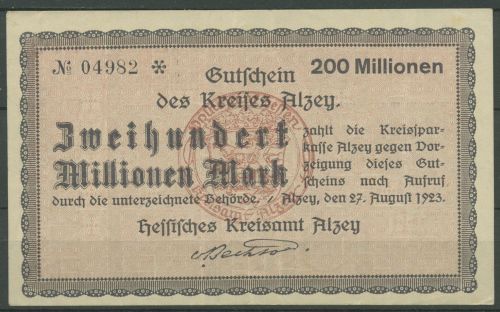 № 04982 *
Gutschein 200 Millionen
des Kreises Alzey.
Zweihundert
Millionen Mark
zahlt die Kreisspar-
kasse Alzey gegen Vor-
zeigung dieses Gut-
scheins nach Aufruf
durch die unterzeichnete Behörde. / Alzey, den 27. August 1923.
Hessisches Kreisamt Alzey